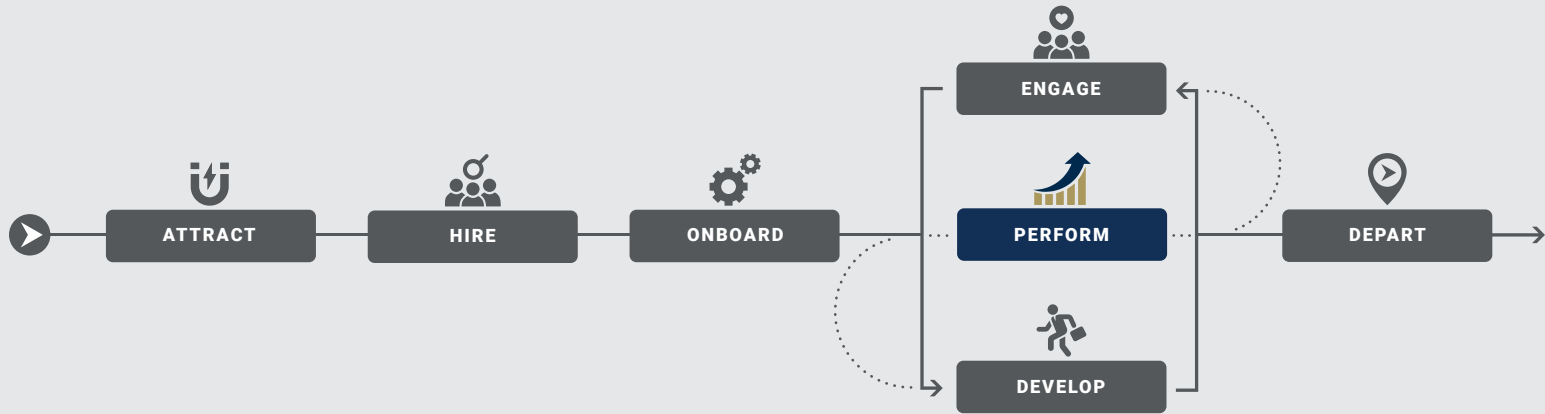 ATTRACT
HIRE
ONBOARD
ENGAGE
PERFORM
DEVELOP
DEPART